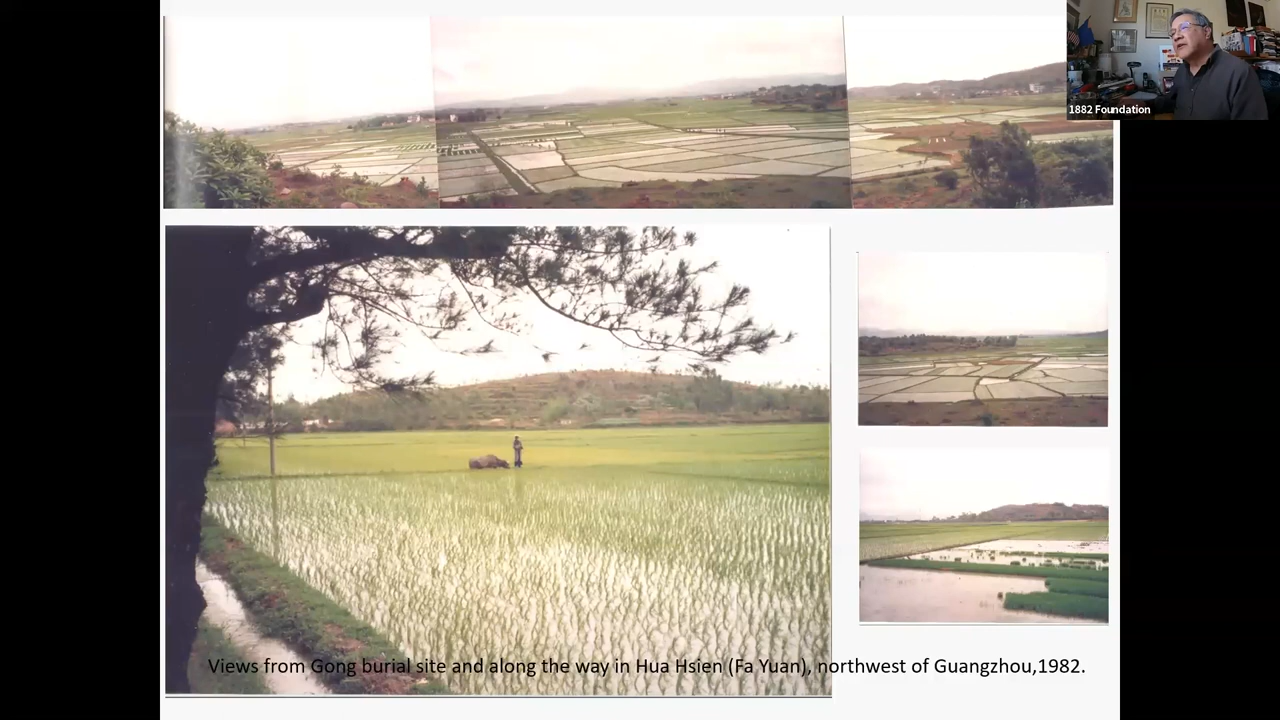 1882 Foundation
Views from Gong burial site and along the way in Hua Hsien (Fa Yuan), northwest of Guangzhou,1982.